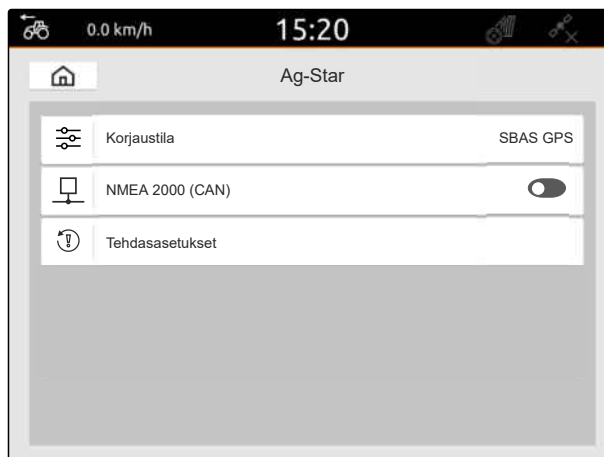 0.0 km/h
15:20
Ag-Star
Korjaustila
SBAS GPS
NMEA 2000 (CAN)
Tehdasasetukset